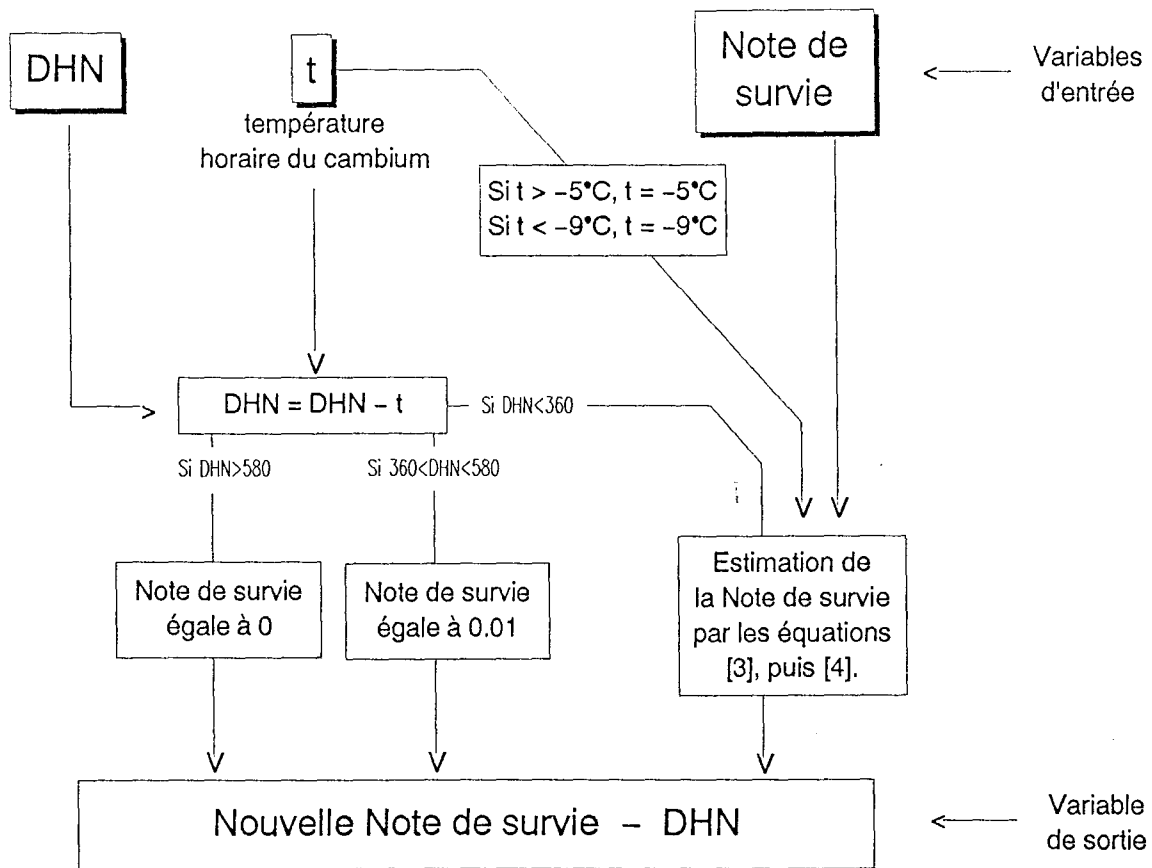 DHN
t
température
horaire du cambium
Note de
survie
Variables
d'entrée
Si t > –5°C, t = –5°C
Si t < –9°C, t = –9°C
DHN = DHN – t
Si DHN<360
Si DHN>580
Si 360<DHN<580
Note de survie
égale à 0
Note de survie
égale à 0.01
Estimation de
la Note de survie
par les équations
[3], puis [4].
Nouvelle Note de survie – DHN
Variable
de sortie